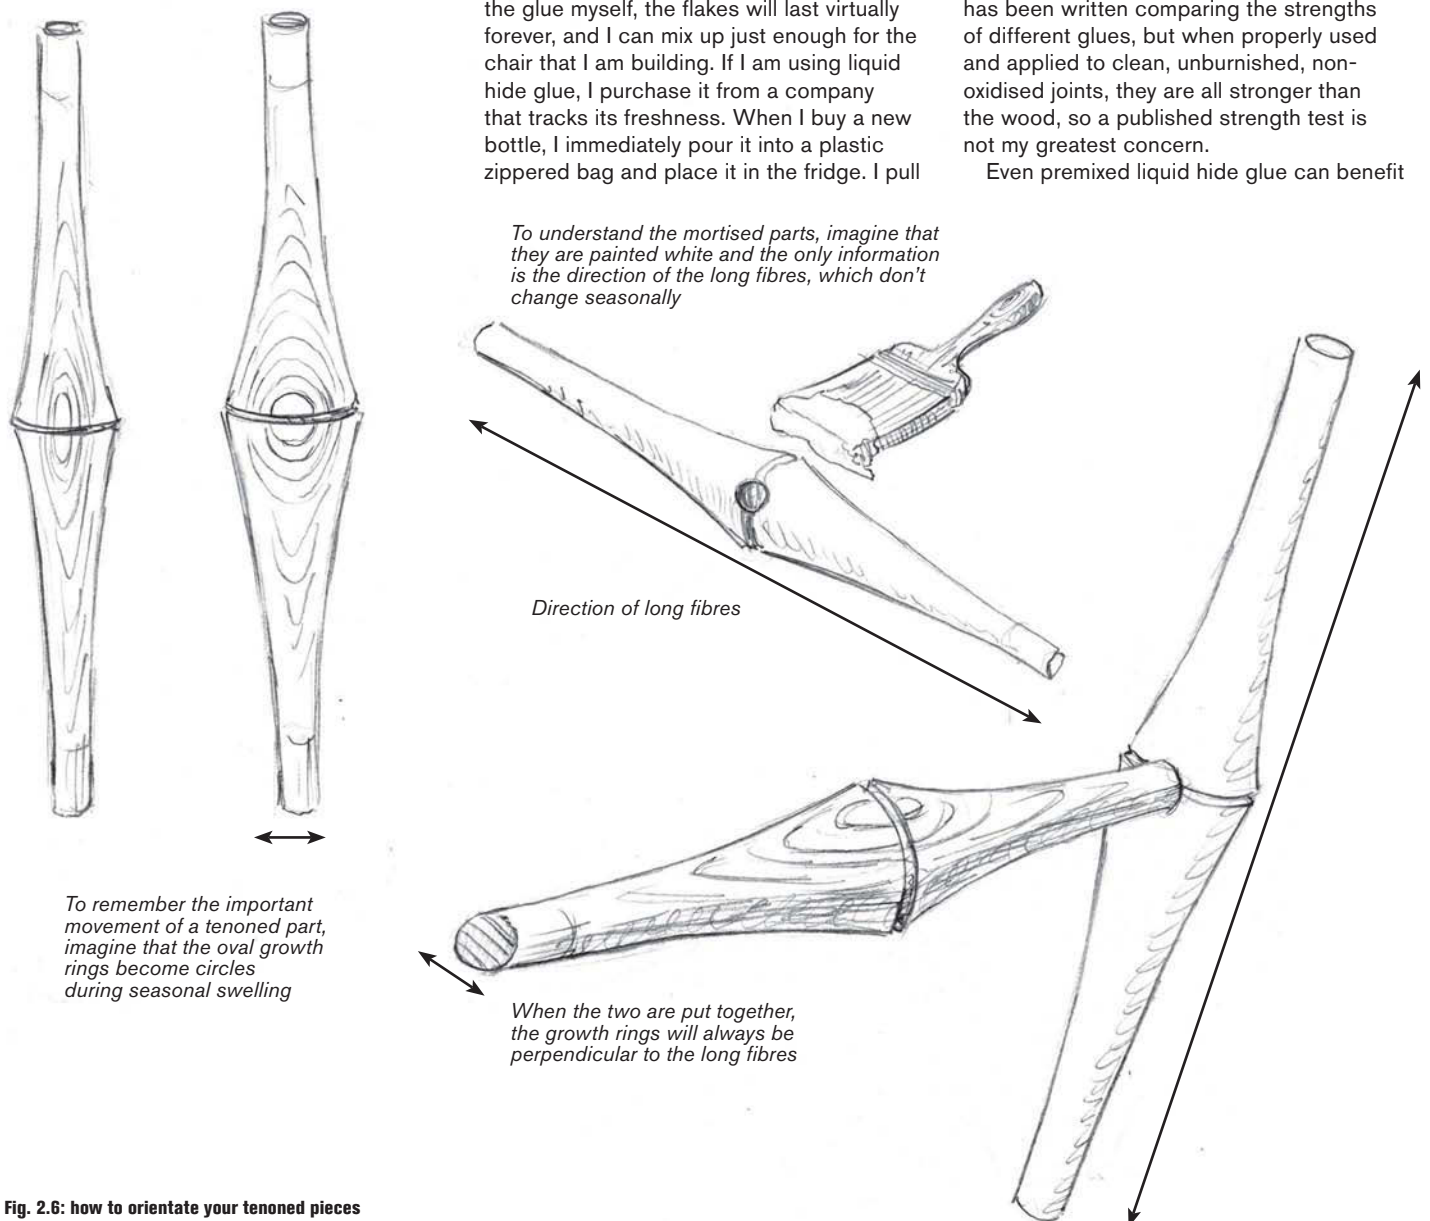 the glue myself, the flakes will last virtually
forever, and I can mix up just enough for the
chair that I am building. If I am using liquid
hide glue, I purchase it from a company
that tracks its freshness. When I buy a new
bottle, I immediately pour it into a plastic
zippered bag and place it in the fridge. I pull
has been written comparing the strengths
of different glues, but when properly used
and applied to clean, unburnished, non-
oxidised joints, they are all stronger than
the wood, so a published strength test is
not my greatest concern.
Even premixed liquid hide glue can benefit
To understand the mortised parts, imagine that
they are painted white and the only information
is the direction of the long fibres, which don't
change seasonally
Direction of long fibres
To remember the important
movement of a tenoned part,
imagine that the oval growth
rings become circles
during seasonal swelling
When the two are put together,
the growth rings will always be
perpendicular to the long fibres
Fig. 2.6: how to orientate your tenoned pieces